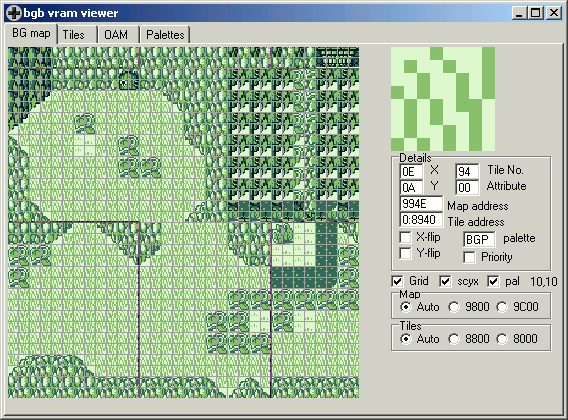 bgb vram viewer
BG map Tiles OAM Palettes
Details
0E X 94 Tile No.
0A Y 00 Attribute
994E Map address
0:8940 Tile address
X-flip BGP palette
Y-flip Priority
Grid scyx pal 10,10
Map
Auto 9800 9C00
Tiles
Auto 8800 8000